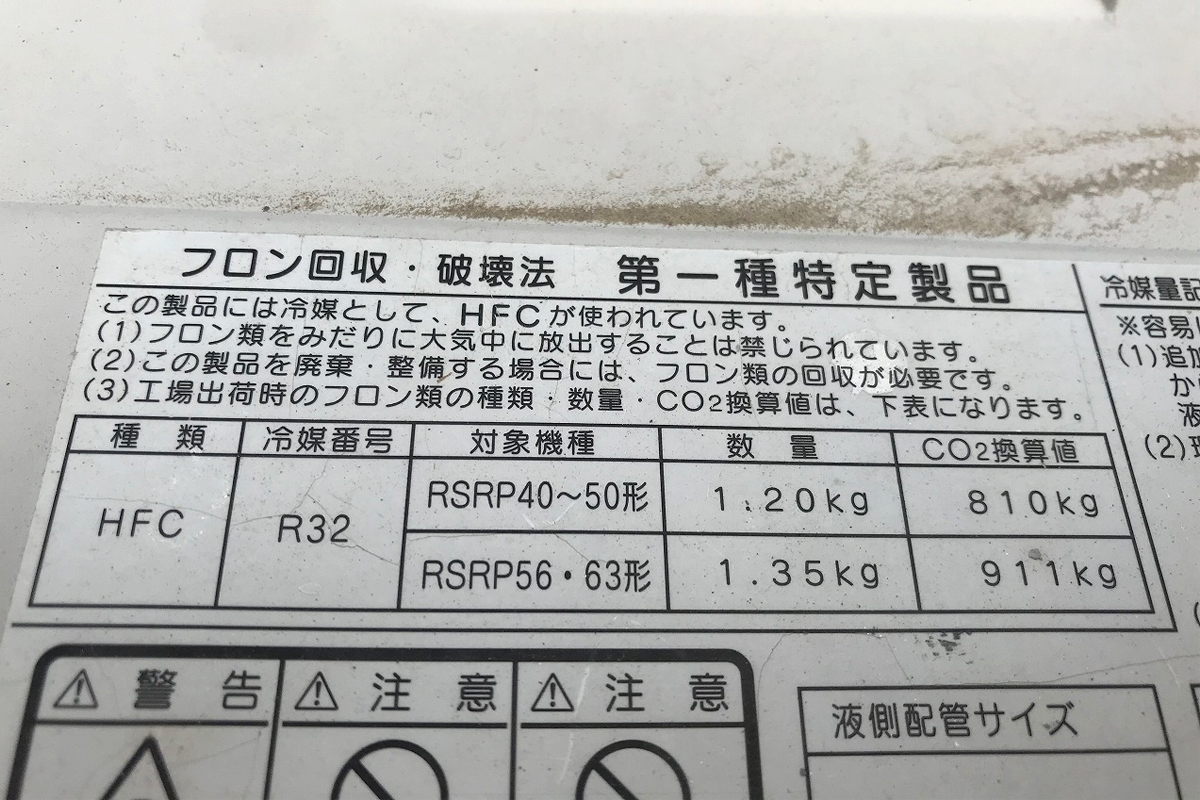 フロン回収・破壊法 第一種特定製品
この製品には冷媒として、HFCが使われています。
(1)フロン類をみだりに大気中に放出することは禁じられています。
(2)この製品を廃棄・整備する場合には、フロン類の回収が必要です。
(3)工場出荷時のフロン類の種類・数量・CO2換算値は、下表になります。
種類 冷媒番号 対象機種 数量 CO2換算値
HFC R32 RSRP40～50形 1.20kg 810kg
RSRP56・63形 1.35kg 911kg
冷媒量記
※容易
(1)追加
か
液
(2)
⚠警告 ⚠注意 ⚠注意
液側配管サイズ